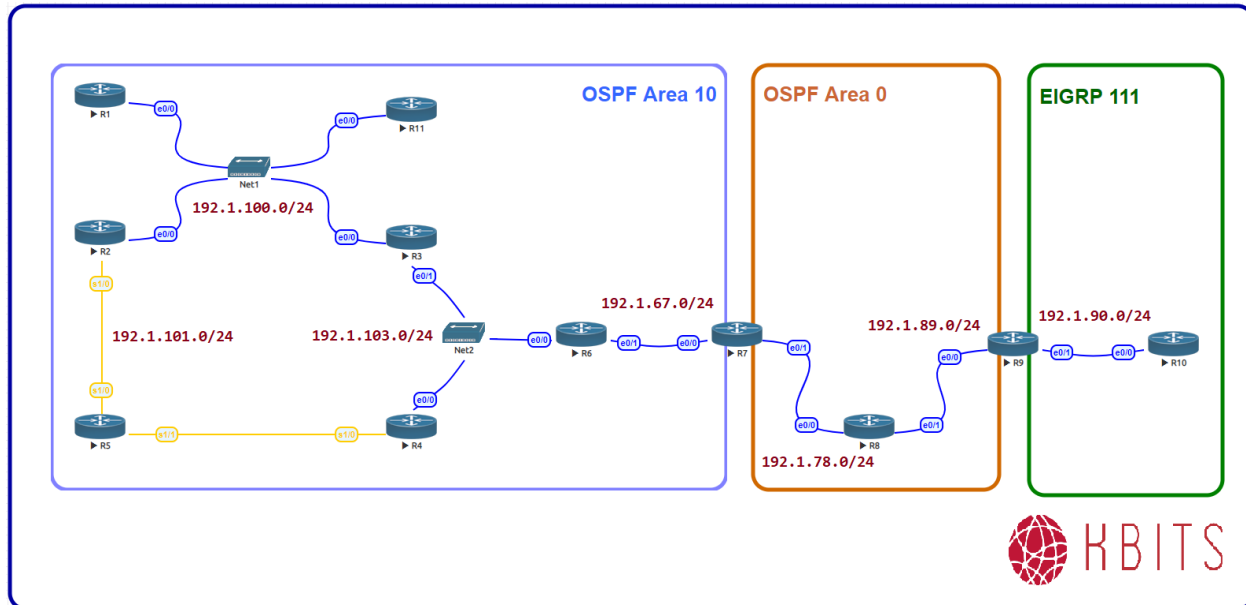 OSPF Area 10
OSPF Area 0
EIGRP 111
e0/0
R1
e0/0
R11
Net1
192.1.100.0/24
R2
e0/0
e0/0
R3
s1/0
e0/1
192.1.101.0/24
192.1.103.0/24
Net2
e0/0
R6
e0/1
192.1.67.0/24
e0/0
R7
e0/1
192.1.89.0/24
R9
192.1.90.0/24
e0/1
e0/0
R10
e0/0
s1/0
R5
s1/1
s1/0
e0/0
R4
e0/0
R8
e0/1
192.1.78.0/24
KBITS